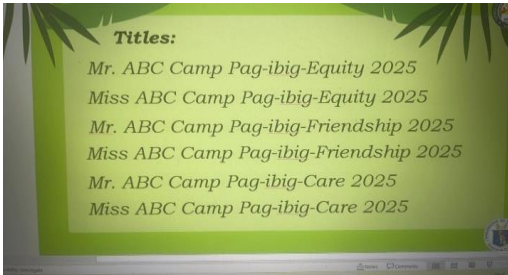 Titles:
Mr. ABC Camp Pag-ibig-Equity 2025
Miss ABC Camp Pag-ibig-Equity 2025
Mr. ABC Camp Pag-ibig-Friendship 2025
Miss ABC Camp Pag-ibig-Friendship 2025
Mr. ABC Camp Pag-ibig-Care 2025
Miss ABC Camp Pag-ibig-Care 2025
Notes
Comments